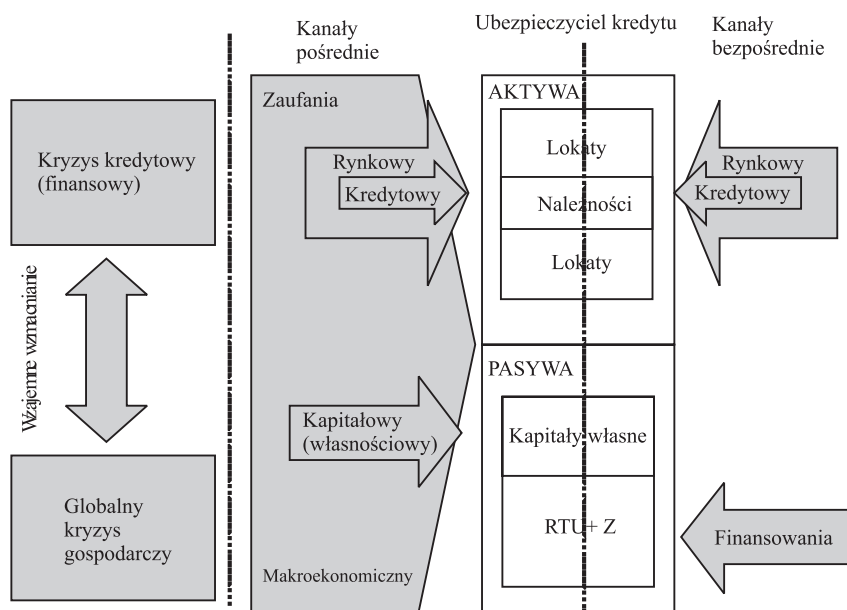 Kanały
pośrednie
Ubezpieczyciel kredytu
Kanały
bezpośrednie
Kryzys kredytowy
(finansowy)
Wzajemne wzmacnianie
Globalny
kryzys
gospodarczy
Zaufania
Rynkowy
Kredytowy
Kapitałowy
(własnościowy)
Makroekonomiczny
AKTYWA
Lokaty
Należności
Lokaty
PASYWA
Kapitały własne
RTU+ Z
Rynkowy
Kredytowy
Finansowania